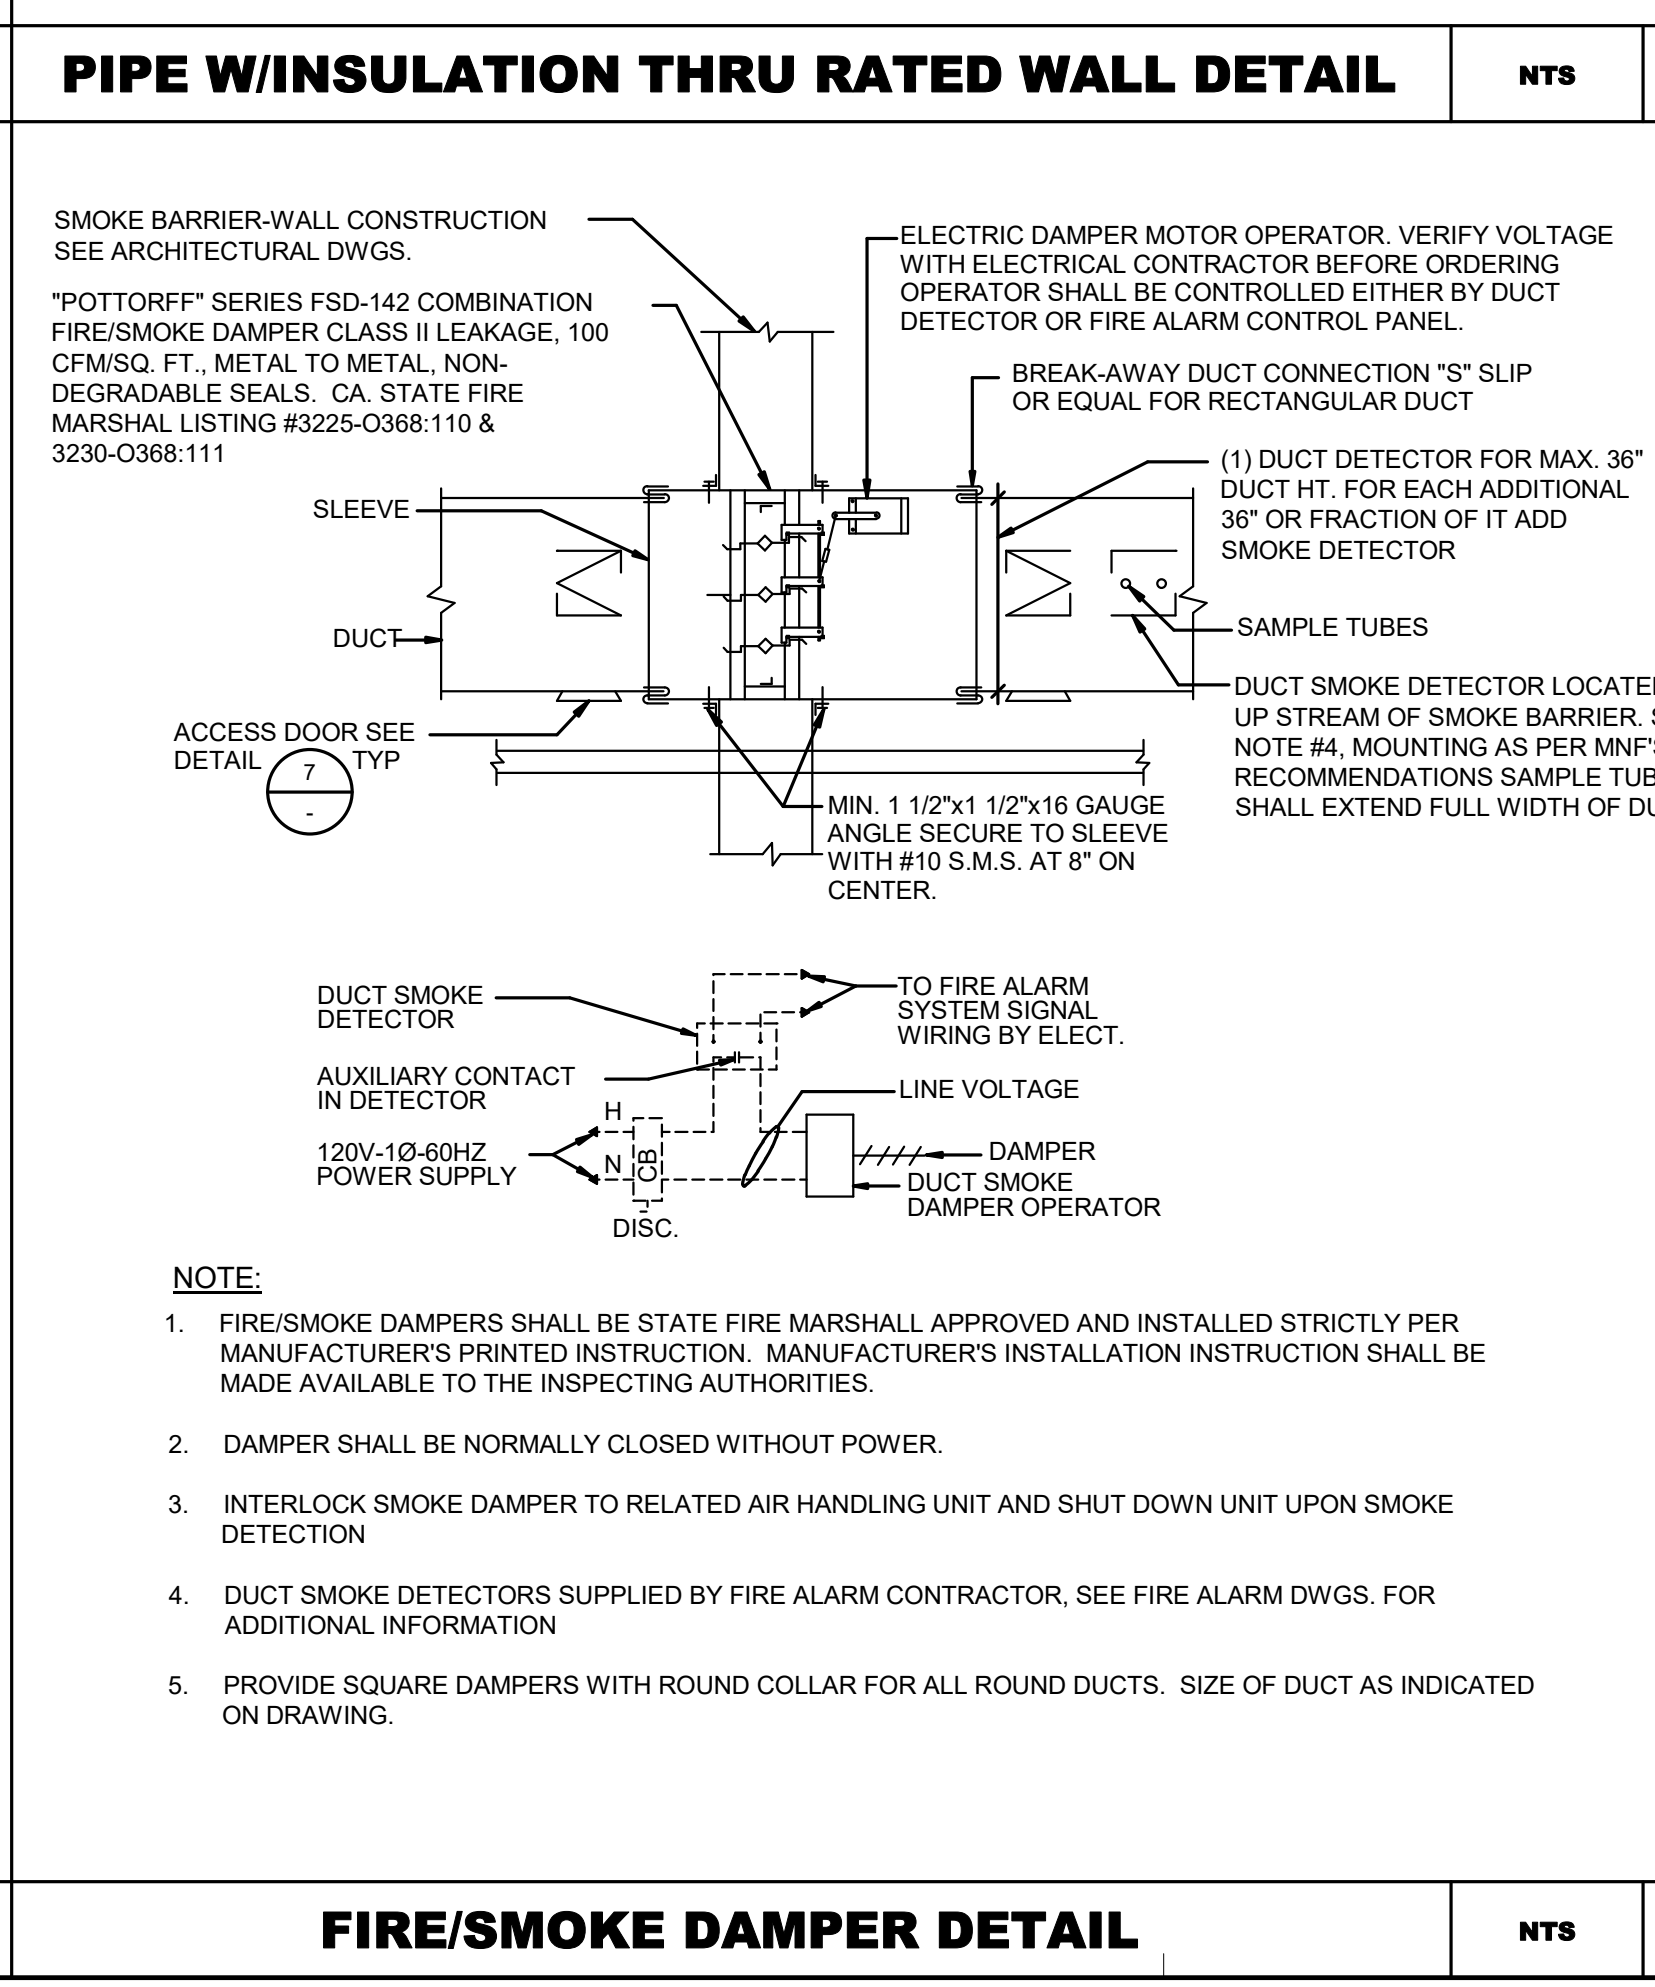 PIPE W/INSULATION THRU RATED WALL DETAIL
NTS
SMOKE BARRIER-WALL CONSTRUCTION
SEE ARCHITECTURAL DWGS.
"POTTORFF" SERIES FSD-142 COMBINATION
FIRE/SMOKE DAMPER CLASS II LEAKAGE, 100
CFM/SQ. FT., METAL TO METAL, NON-
DEGRADABLE SEALS. CA. STATE FIRE
MARSHAL LISTING #3225-O368:110 &
3230-O368:111
SLEEVE
DUCT
ACCESS DOOR SEE
DETAIL 7 TYP
-
ELECTRIC DAMPER MOTOR OPERATOR. VERIFY VOLTAGE
WITH ELECTRICAL CONTRACTOR BEFORE ORDERING
OPERATOR SHALL BE CONTROLLED EITHER BY DUCT
DETECTOR OR FIRE ALARM CONTROL PANEL.
BREAK-AWAY DUCT CONNECTION "S" SLIP
OR EQUAL FOR RECTANGULAR DUCT
(1) DUCT DETECTOR FOR MAX. 36"
DUCT HT. FOR EACH ADDITIONAL
36" OR FRACTION OF IT ADD
SMOKE DETECTOR
SAMPLE TUBES
DUCT SMOKE DETECTOR
UP STREAM OF SMOKE BARRIER.
NOTE #4, MOUNTING AS PER
RECOMMENDATIONS SAMPLE
SHALL EXTEND FULL WIDTH OF
MIN. 1 1/2"x1 1/2"x16 GAUGE
ANGLE SECURE TO SLEEVE
WITH #10 S.M.S. AT 8" ON
CENTER.
DUCT SMOKE
DETECTOR
AUXILIARY CONTACT
IN DETECTOR
120V-1Ø-60HZ
POWER SUPPLY
H
N
CB
DISC.
TO FIRE ALARM
SYSTEM SIGNAL
WIRING BY ELECT.
LINE VOLTAGE
DAMPER
DUCT SMOKE
DAMPER OPERATOR
NOTE:
1. FIRE/SMOKE DAMPERS SHALL BE STATE FIRE MARSHALL APPROVED AND INSTALLED STRICTLY PER
MANUFACTURER'S PRINTED INSTRUCTION. MANUFACTURER'S INSTALLATION INSTRUCTION SHALL BE
MADE AVAILABLE TO THE INSPECTING AUTHORITIES.
2. DAMPER SHALL BE NORMALLY CLOSED WITHOUT POWER.
3. INTERLOCK SMOKE DAMPER TO RELATED AIR HANDLING UNIT AND SHUT DOWN UNIT UPON SMOKE
DETECTION
4. DUCT SMOKE DETECTORS SUPPLIED BY FIRE ALARM CONTRACTOR, SEE FIRE ALARM DWGS. FOR
ADDITIONAL INFORMATION
5. PROVIDE SQUARE DAMPERS WITH ROUND COLLAR FOR ALL ROUND DUCTS. SIZE OF DUCT AS INDICATED
ON DRAWING.
FIRE/SMOKE DAMPER DETAIL
NTS